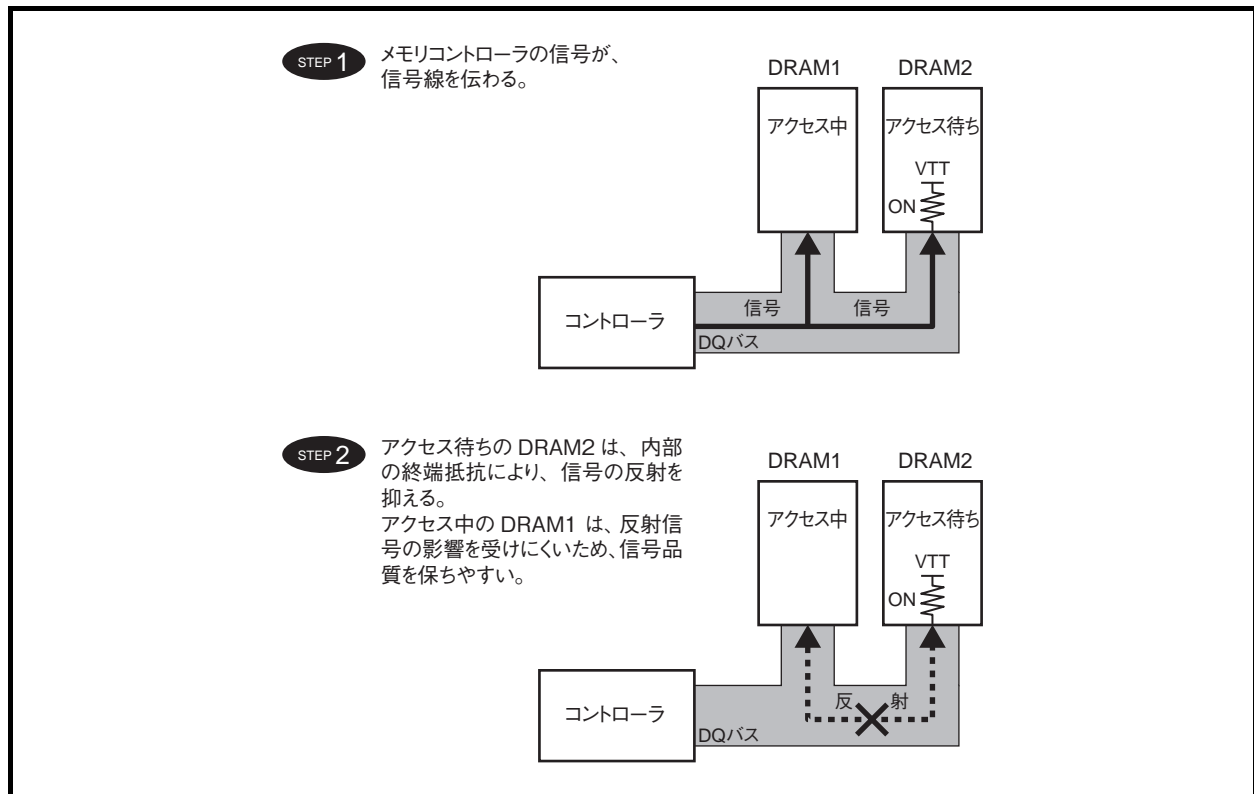 STEP 1
メモリコントローラの信号が、
信号線を伝わる。
DRAM1
DRAM2
アクセス中
アクセス待ち
VTT
ON
信号
信号
コントローラ
DQバス
STEP 2
アクセス待ちの DRAM2 は、内部
の終端抵抗により、信号の反射を
抑える。
アクセス中の DRAM1 は、反射信
号の影響を受けにくいため、信号品
質を保ちやすい。
DRAM1
DRAM2
アクセス中
アクセス待ち
VTT
ON
反 射
コントローラ
DQバス